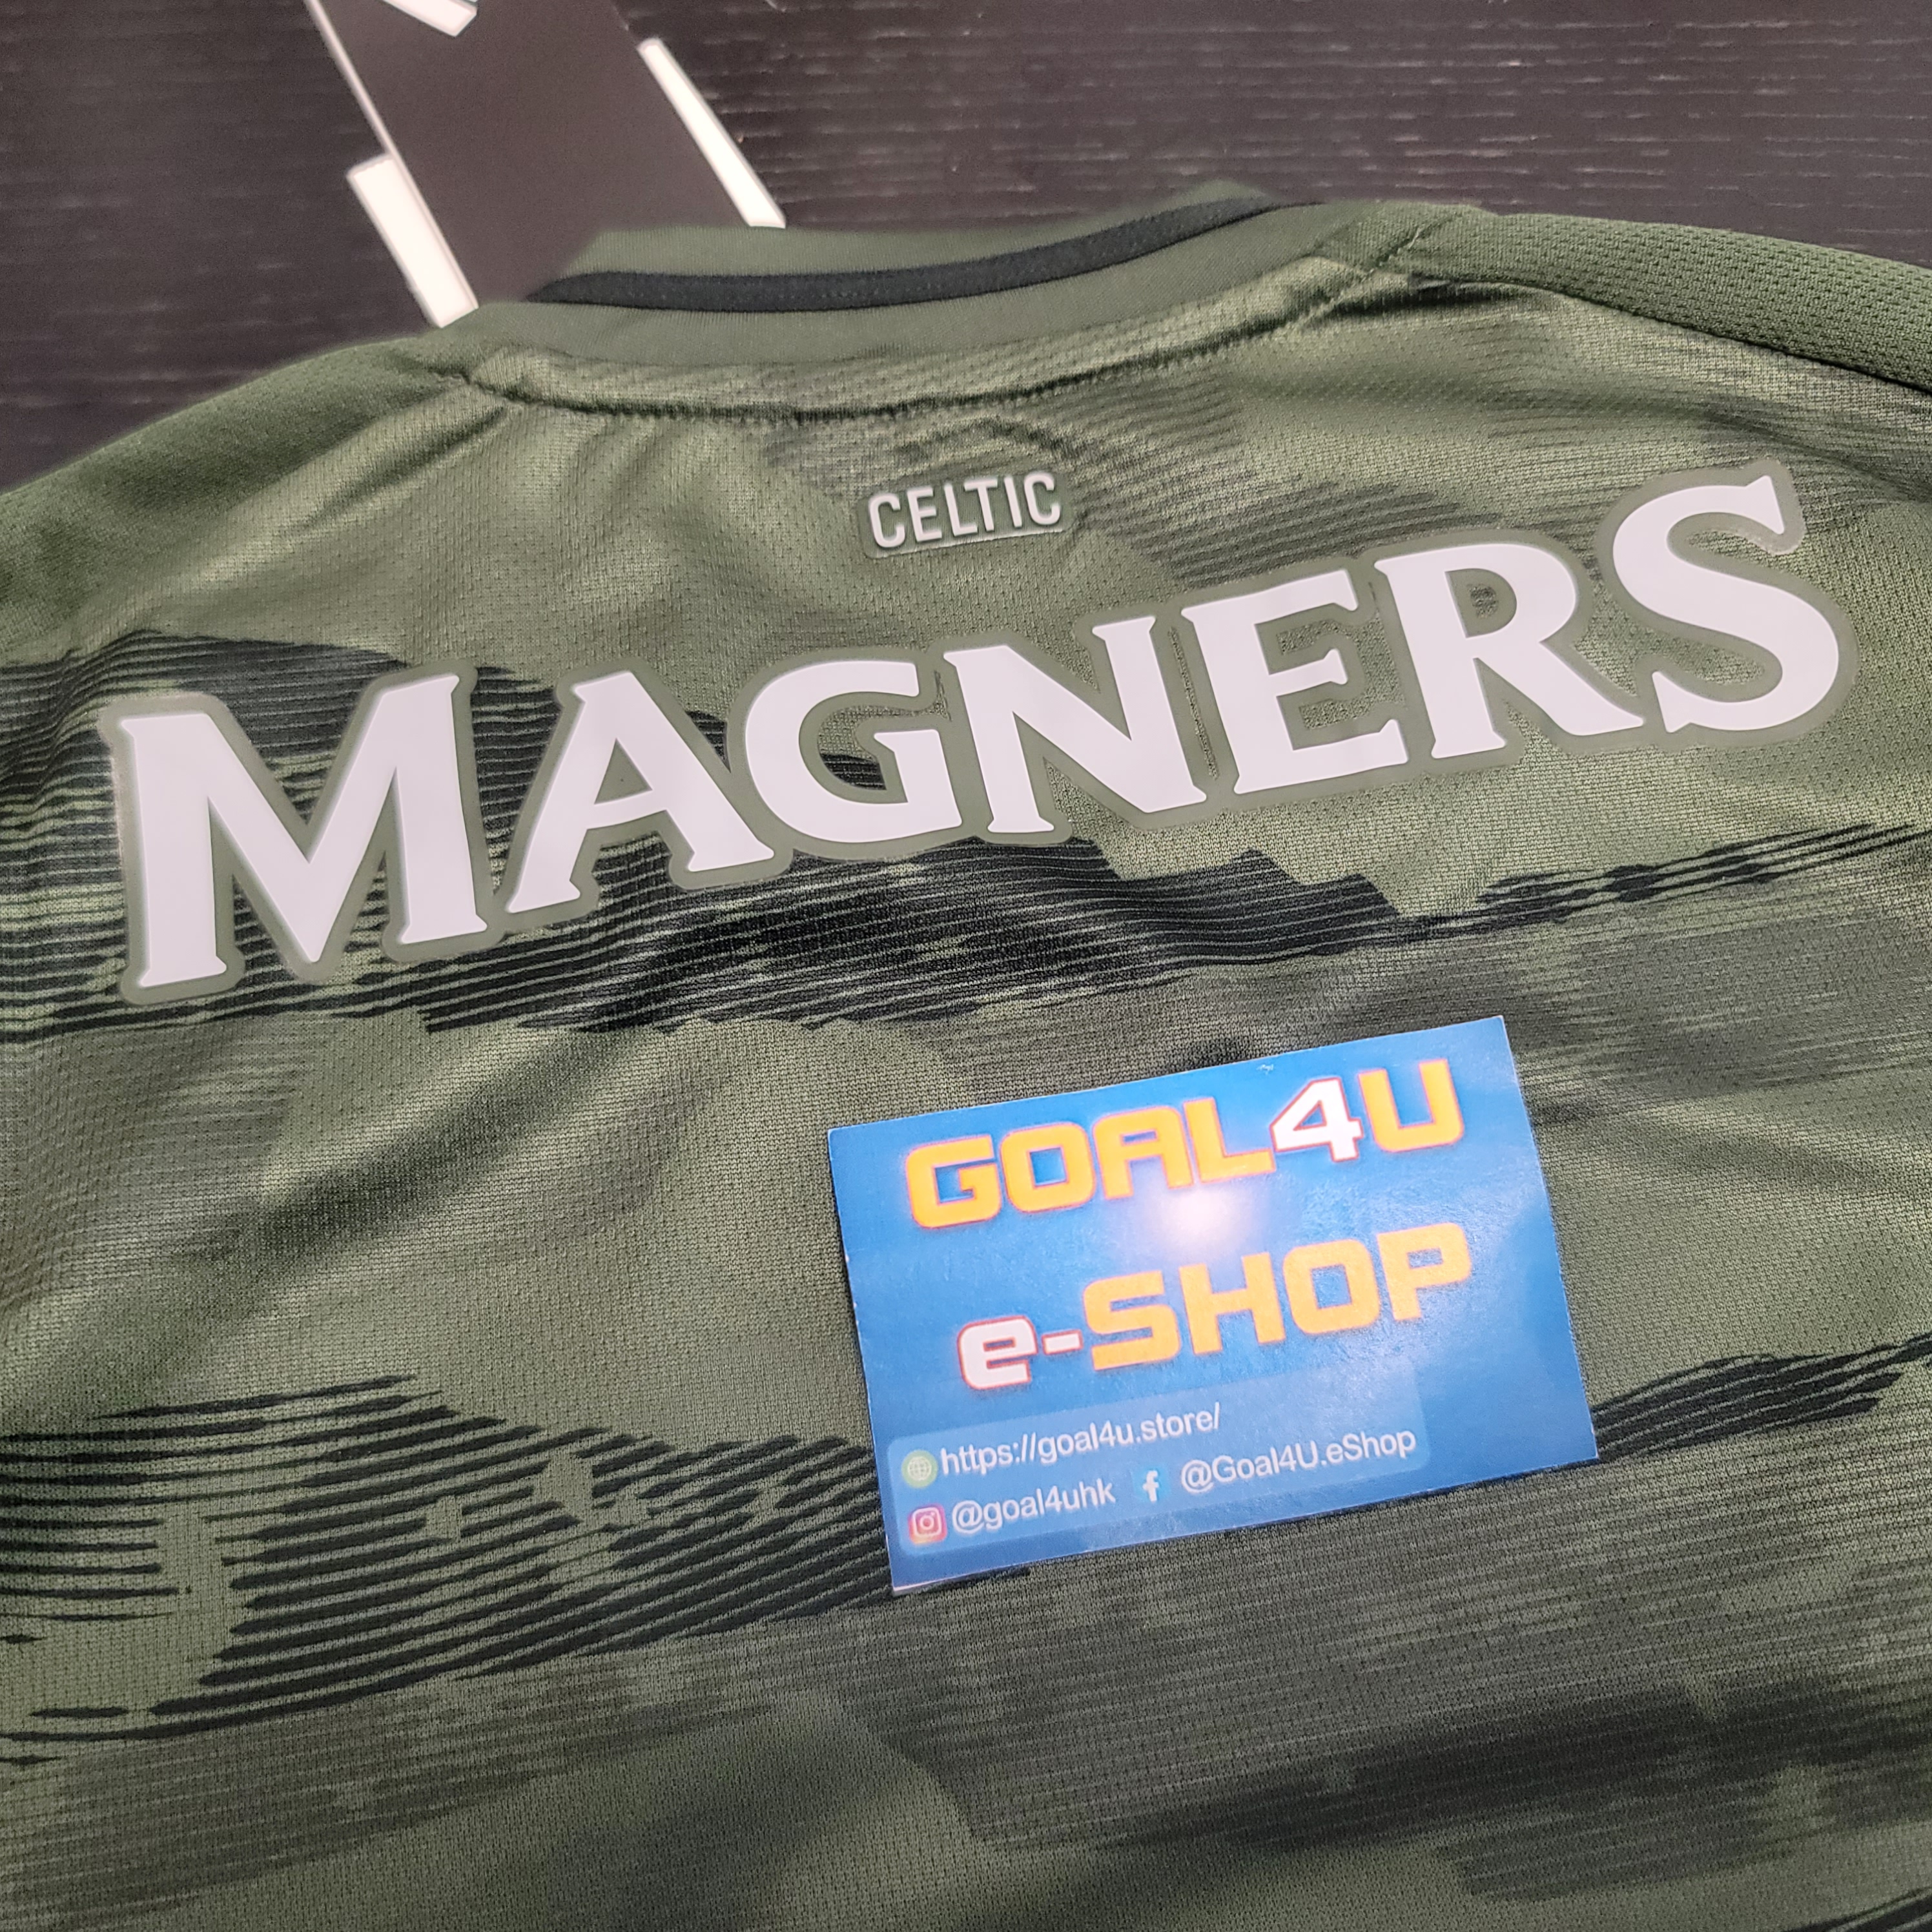 CELTIC
MAGNERS
GOAL4U
e-SHOP
https://goal4u.store/
@goal4uhk @Goal4U.eShop